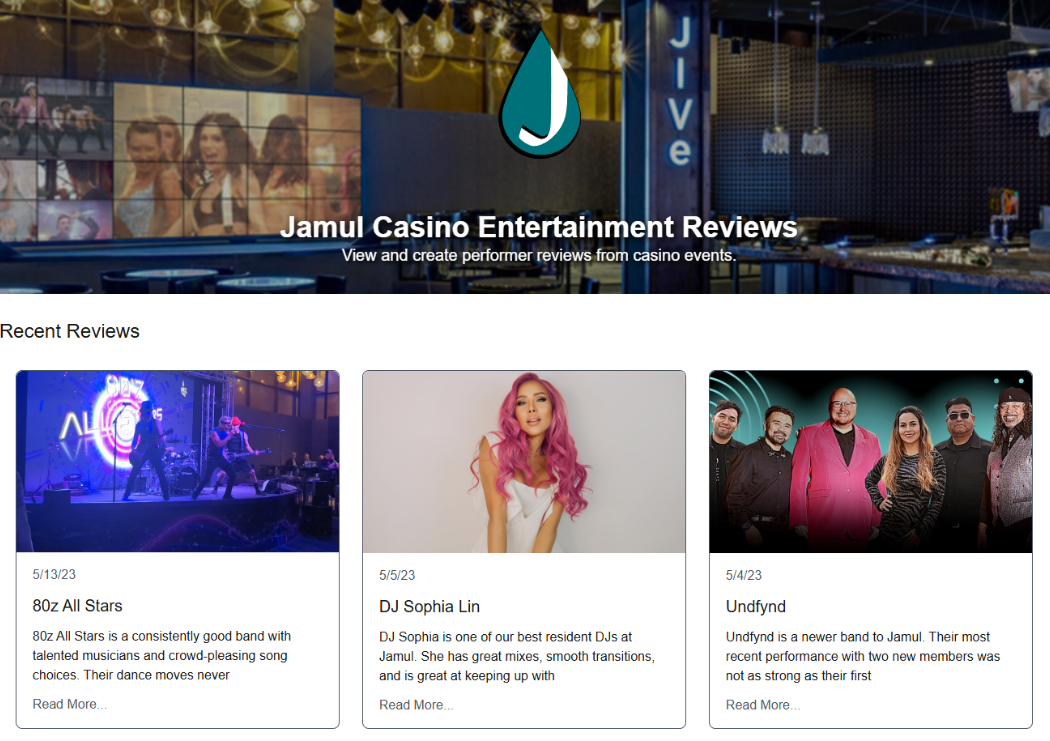 Jive
Jamul Casino Entertainment Reviews
View and create performer reviews from casino events.
Recent Reviews
5/13/23
80z All Stars
80z All Stars is a consistently good band with
talented musicians and crowd-pleasing song
choices. Their dance moves never
Read More...
5/5/23
DJ Sophia Lin
DJ Sophia is one of our best resident DJs at
Jamul. She has great mixes, smooth transitions,
and is great at keeping up with
Read More...
5/4/23
Undfynd
Undfynd is a newer band to Jamul. Their most
recent performance with two new members was
not as strong as their first
Read More...